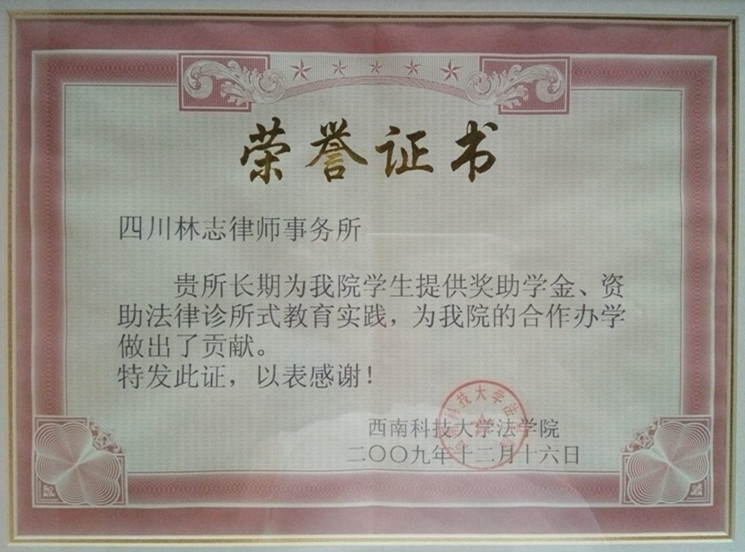 荣誉证书
四川林志律师事务所
贵所长期为我院学生提供奖助学金、资
助法律诊所式教育实践，为我院的合作办学
做出了贡献。
特发此证，以表感谢！
西南科技大学法学院
二〇〇九年十二月十六日